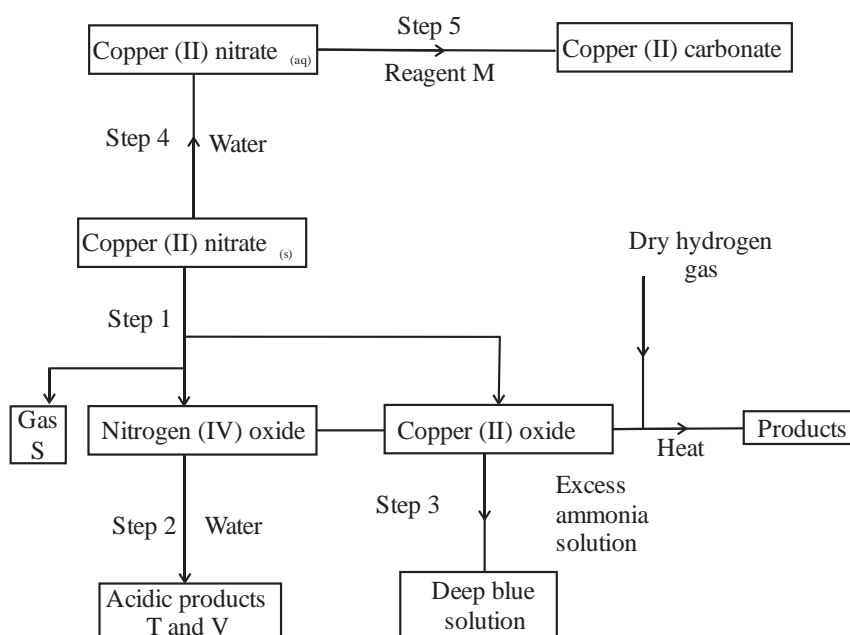 Step 5
Copper (II) nitrate (aq)
Copper (II) carbonate
Reagent M
Step 4
Water
Copper (II) nitrate (s)
Dry hydrogen
gas
Step 1
Gas
S
Nitrogen (IV) oxide
Copper (II) oxide
Products
Heat
Step 2
Water
Step 3
Excess
ammonia
solution
Acidic products
T and V
Deep blue
solution